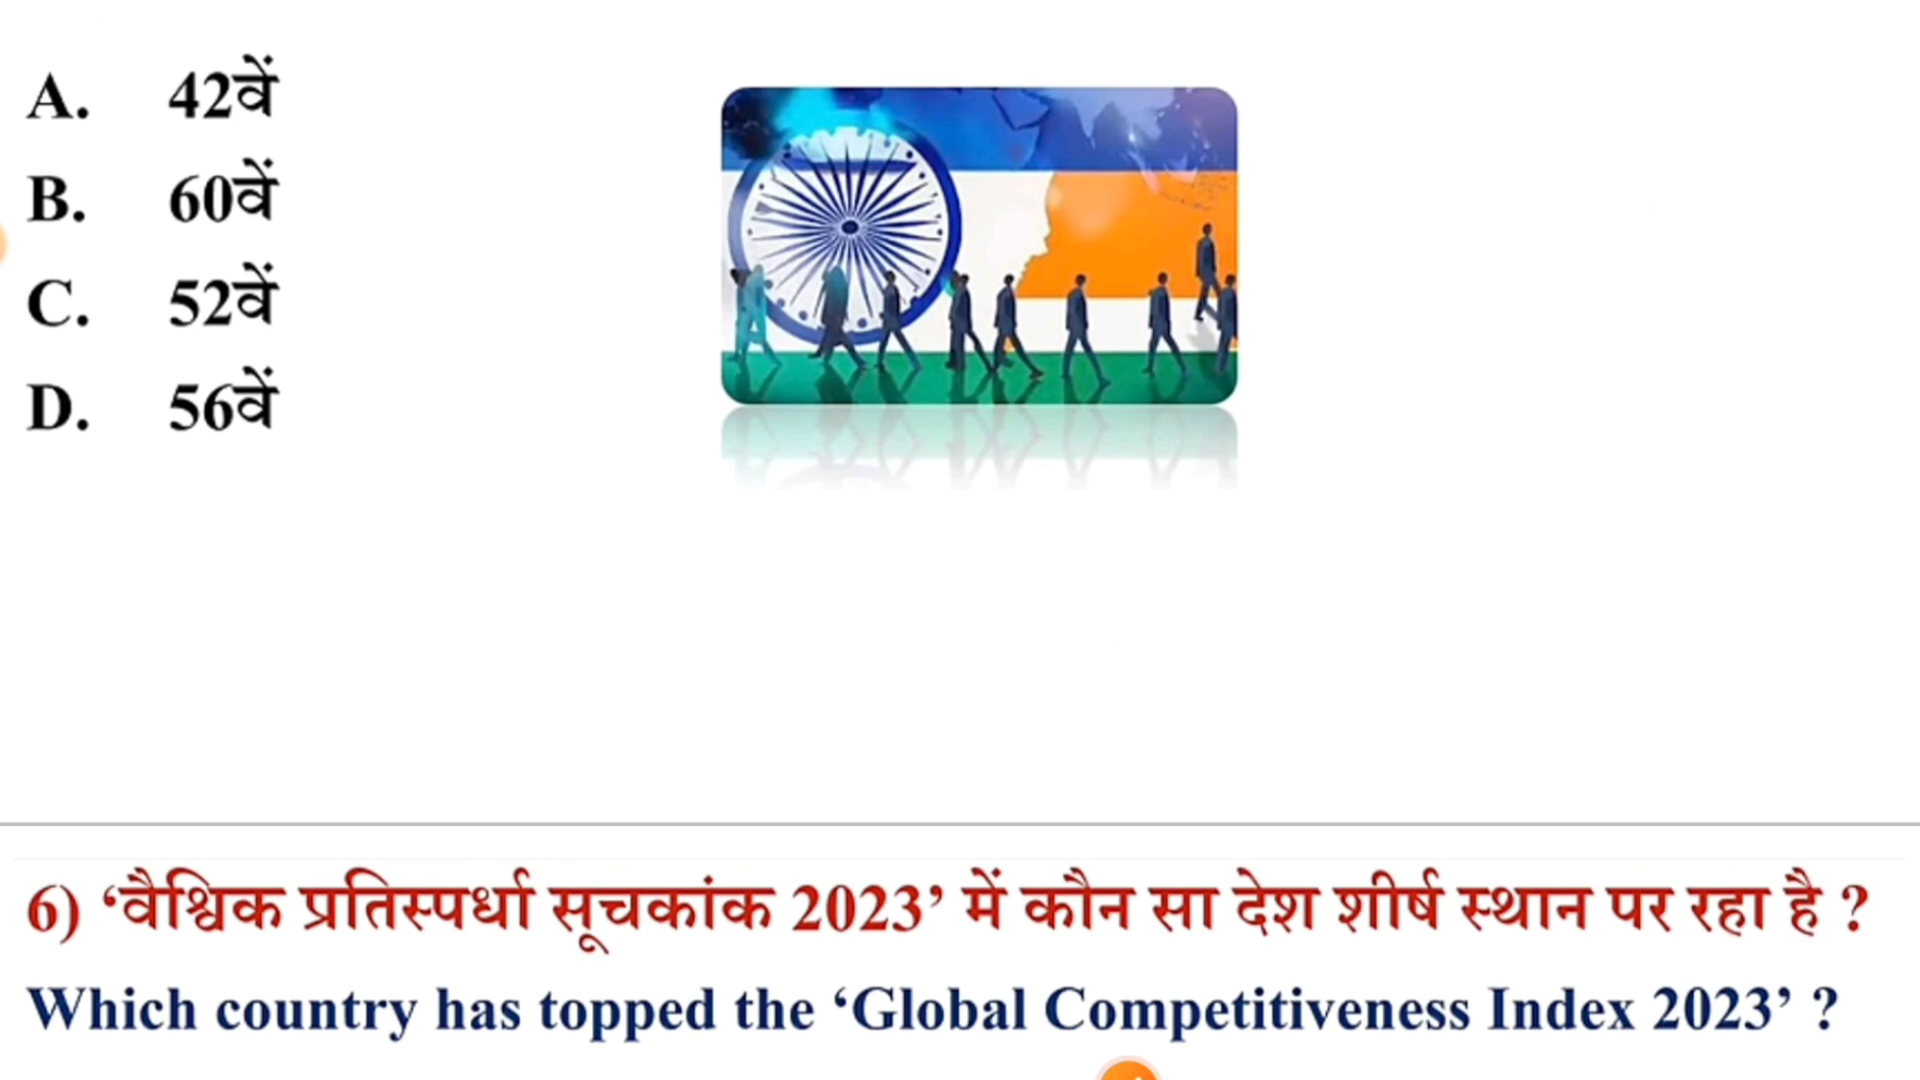 A. 42वें
B. 60वें
C. 52वें
D. 56वें
6) ‘वैश्विक प्रतिस्पर्धा सूचकांक 2023’ में कौन सा देश शीर्ष स्थान पर रहा है ?
Which country has topped the ‘Global Competitiveness Index 2023’ ?